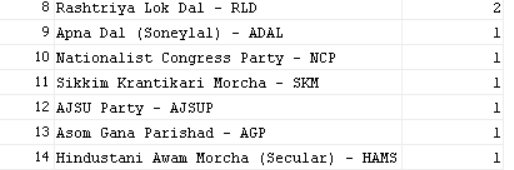 8 Rashtriya Lok Dal - RLD 2
9 Apna Dal (Soneylal) - ADAL 1
10 Nationalist Congress Party - NCP 1
11 Sikkim Krantikari Morcha - SKM 1
12 AJSU Party - AJSUP 1
13 Asom Gana Parishad - AGP 1
14 Hindustani Awam Morcha (Secular) - HAMS 1